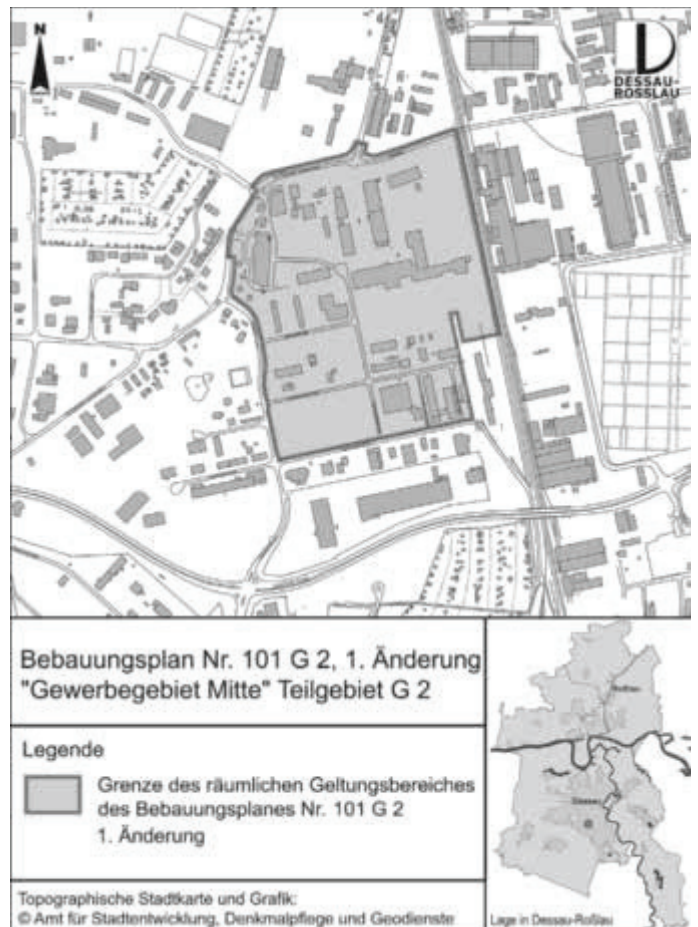 N
DESSAU-
ROSSLAU
Bebauungsplan Nr. 101 G 2, 1. Änderung
"Gewerbegebiet Mitte" Teilgebiet G 2
Legende
Grenze des räumlichen Geltungsbereiches
des Bebauungsplanes Nr. 101 G 2
1. Änderung
Topographische Stadtkarte und Grafik:
© Amt für Stadtentwicklung, Denkmalpflege und Geodienste
Roßlau
Dessau
Lage in Dessau-Roßlau